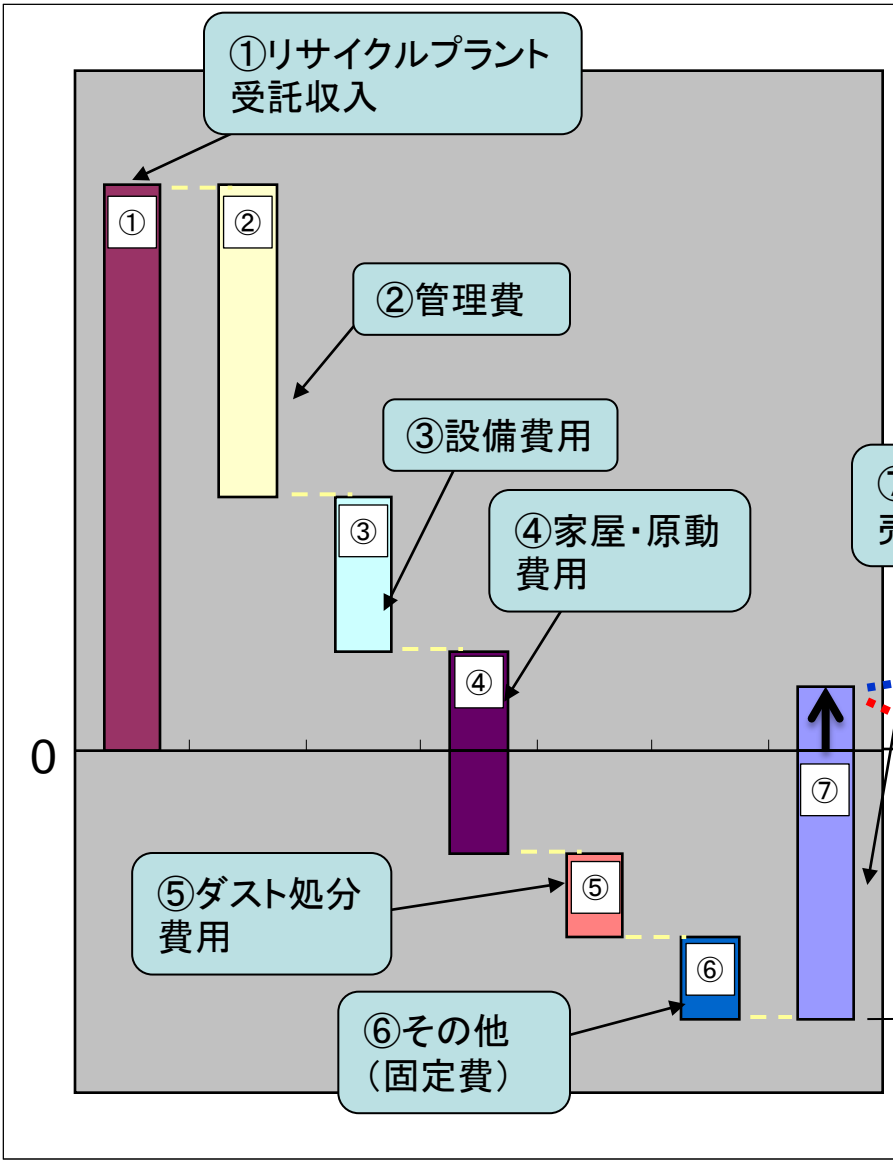 ①リサイクルプラント
受託収入
①
②
②管理費
③設備費用
③
④家屋・原動
費用
⑦
④
0
⑦
⑤ダスト処分
費用
⑤
⑥
⑥その他
(固定費)